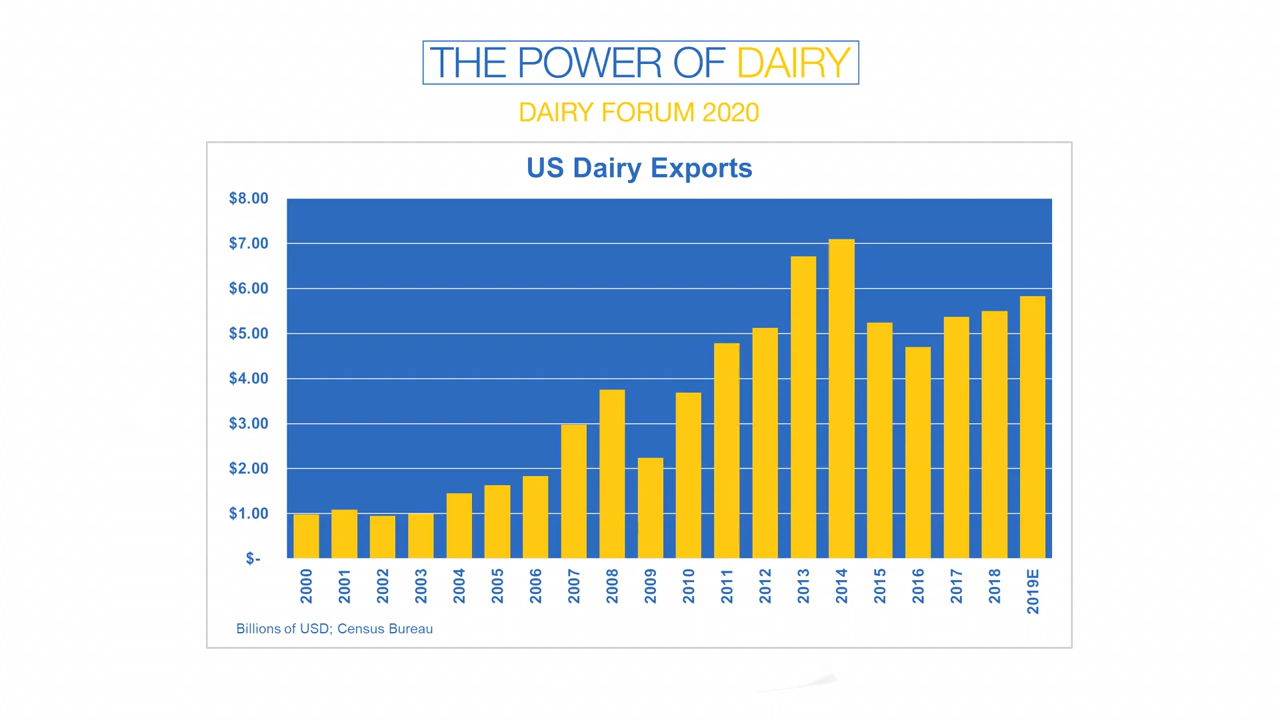 THE POWER OF DAIRY
DAIRY FORUM 2020
US Dairy Exports
$8.00
$7.00
$6.00
$5.00
$4.00
$3.00
$2.00
$1.00
$-
2000 2001 2002 2003 2004 2005 2006 2007 2008 2009 2010 2011 2012 2013 2014 2015 2016 2017 2018 2019E
Billions of USD; Census Bureau